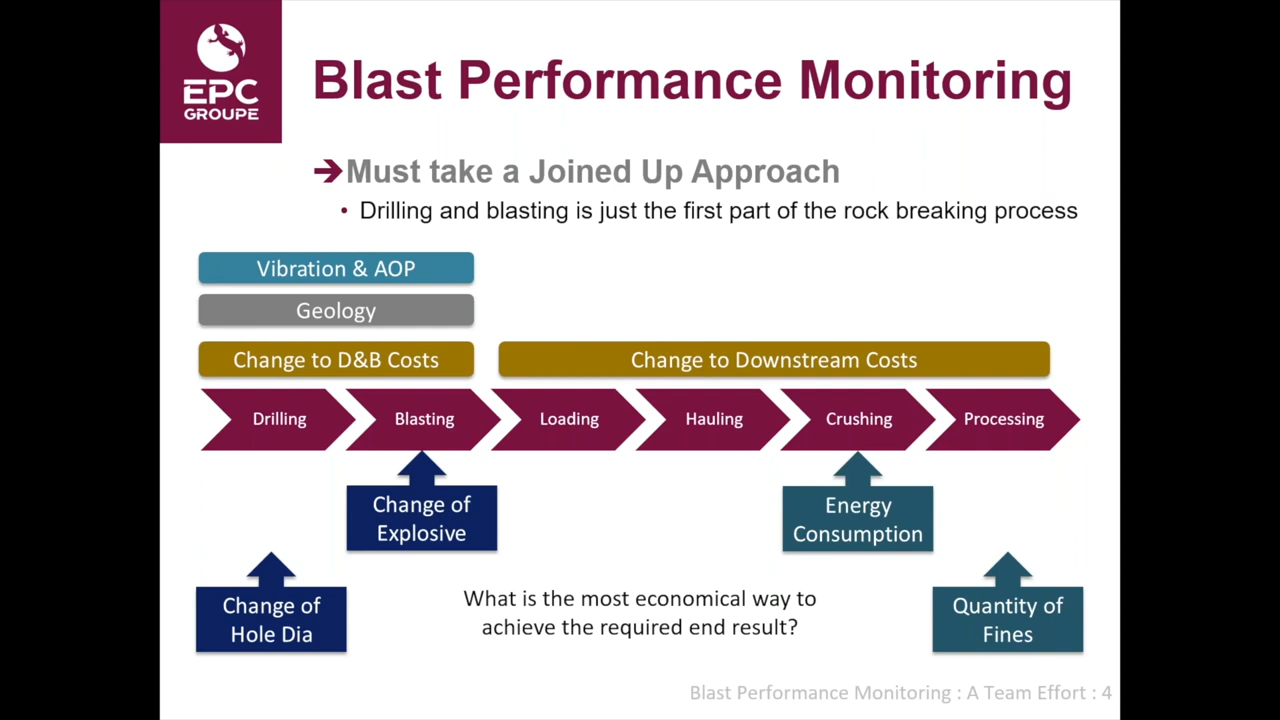 EPC
GROUPE
Blast Performance Monitoring
Must take a Joined Up Approach
• Drilling and blasting is just the first part of the rock breaking process
Vibration & AOP
Geology
Change to D&B Costs
Change to Downstream Costs
Drilling
Blasting
Loading
Hauling
Crushing
Processing
Change of
Explosive
Energy
Consumption
Change of
Hole Dia
What is the most economical way to
achieve the required end result?
Quantity of
Fines
Blast Performance Monitoring : A Team Effort : 4